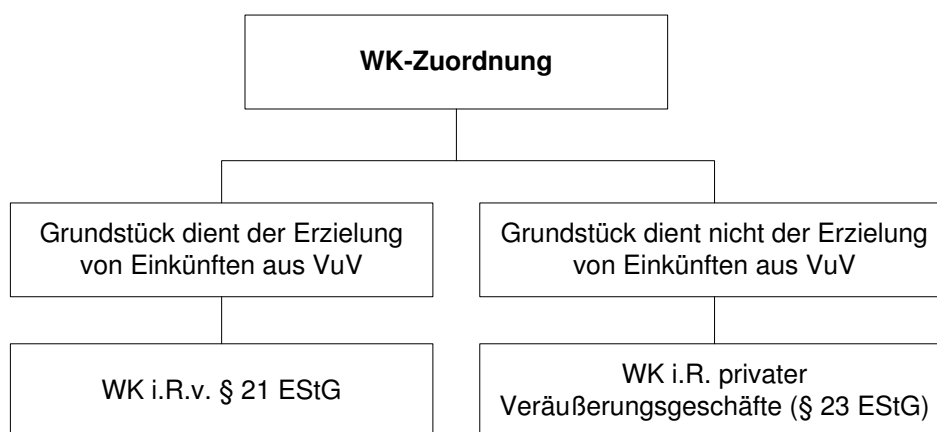 WK-Zuordnung
Grundstück dient der Erzielung
von Einkünften aus VuV
Grundstück dient nicht der Erzielung
von Einkünften aus VuV
WK i.R.v. § 21 EStG
WK i.R. privater
Veräußerungsgeschäfte (§ 23 EStG)